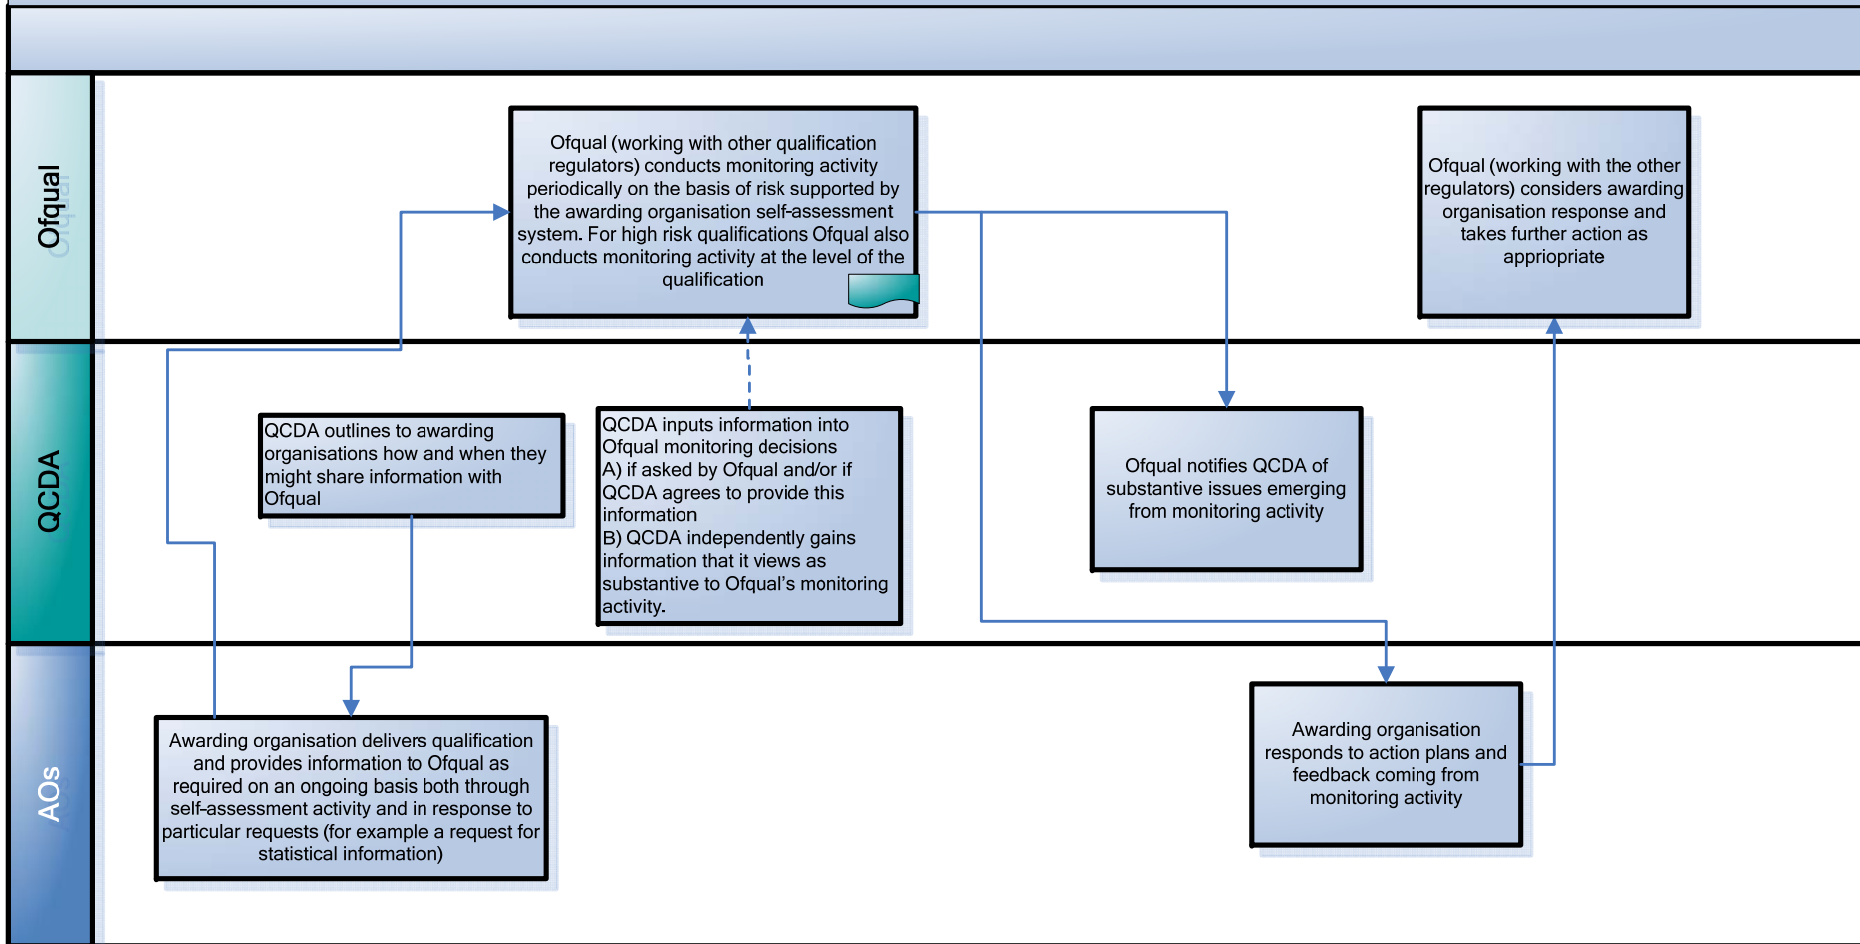 Ofqual
Ofqual (working with other qualification
regulators) conducts monitoring activity
periodically on the basis of risk supported by
the awarding organisation self-assessment
system. For high risk qualifications Ofqual also
conducts monitoring activity at the level of the
qualification
Ofqual (working with the other
regulators) considers awarding
organisation response and
takes further action as
appriopriate
QCDA
QCDA outlines to awarding
organisations how and when they
might share information with
Ofqual
QCDA inputs information into
Ofqual monitoring decisions
A) if asked by Ofqual and/or if
QCDA agrees to provide this
information
B) QCDA independently gains
information that it views as
substantive to Ofqual’s monitoring
activity.
Ofqual notifies QCDA of
substantive issues emerging
from monitoring activity
AOs
Awarding organisation delivers qualification
and provides information to Ofqual as
required on an ongoing basis both through
self-assessment activity and in response to
particular requests (for example a request for
statistical information)
Awarding organisation
responds to action plans and
feedback coming from
monitoring activity